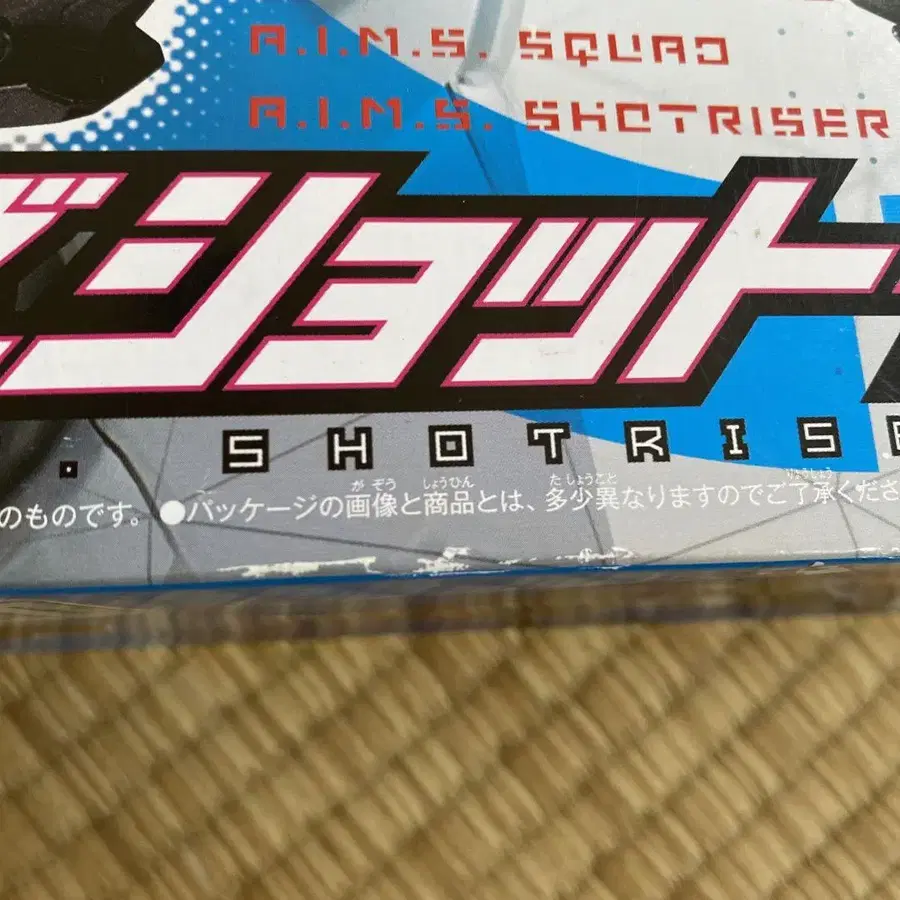 A.I.M.S. SQUAD
A.I.M.S. SHOTRISER
ズショット
. SHOTRISE
のものです。 ●パッケージの画像と商品とは、多少異なりますのでご了承くださ